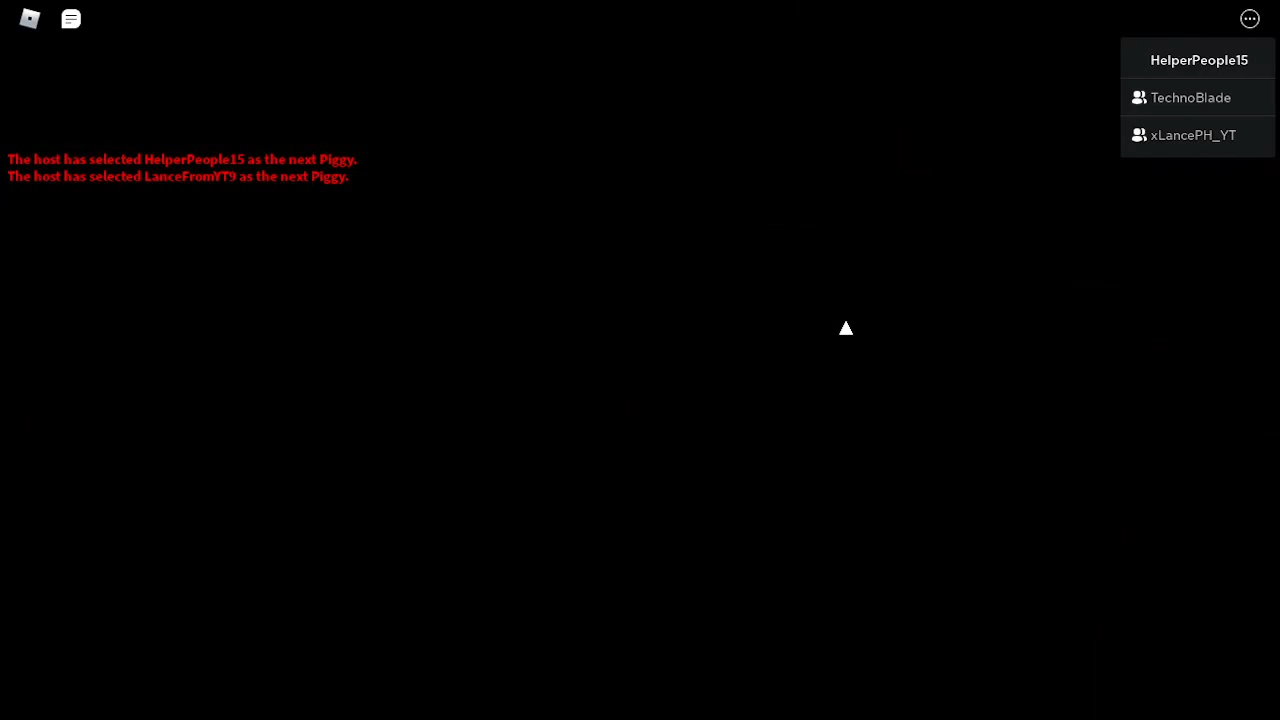 HelperPeople15
TechnoBlade
xLancePH_YT
The host has selected HelperPeople15 as the next Piggy.
The host has selected LanceFromYT9 as the next Piggy.